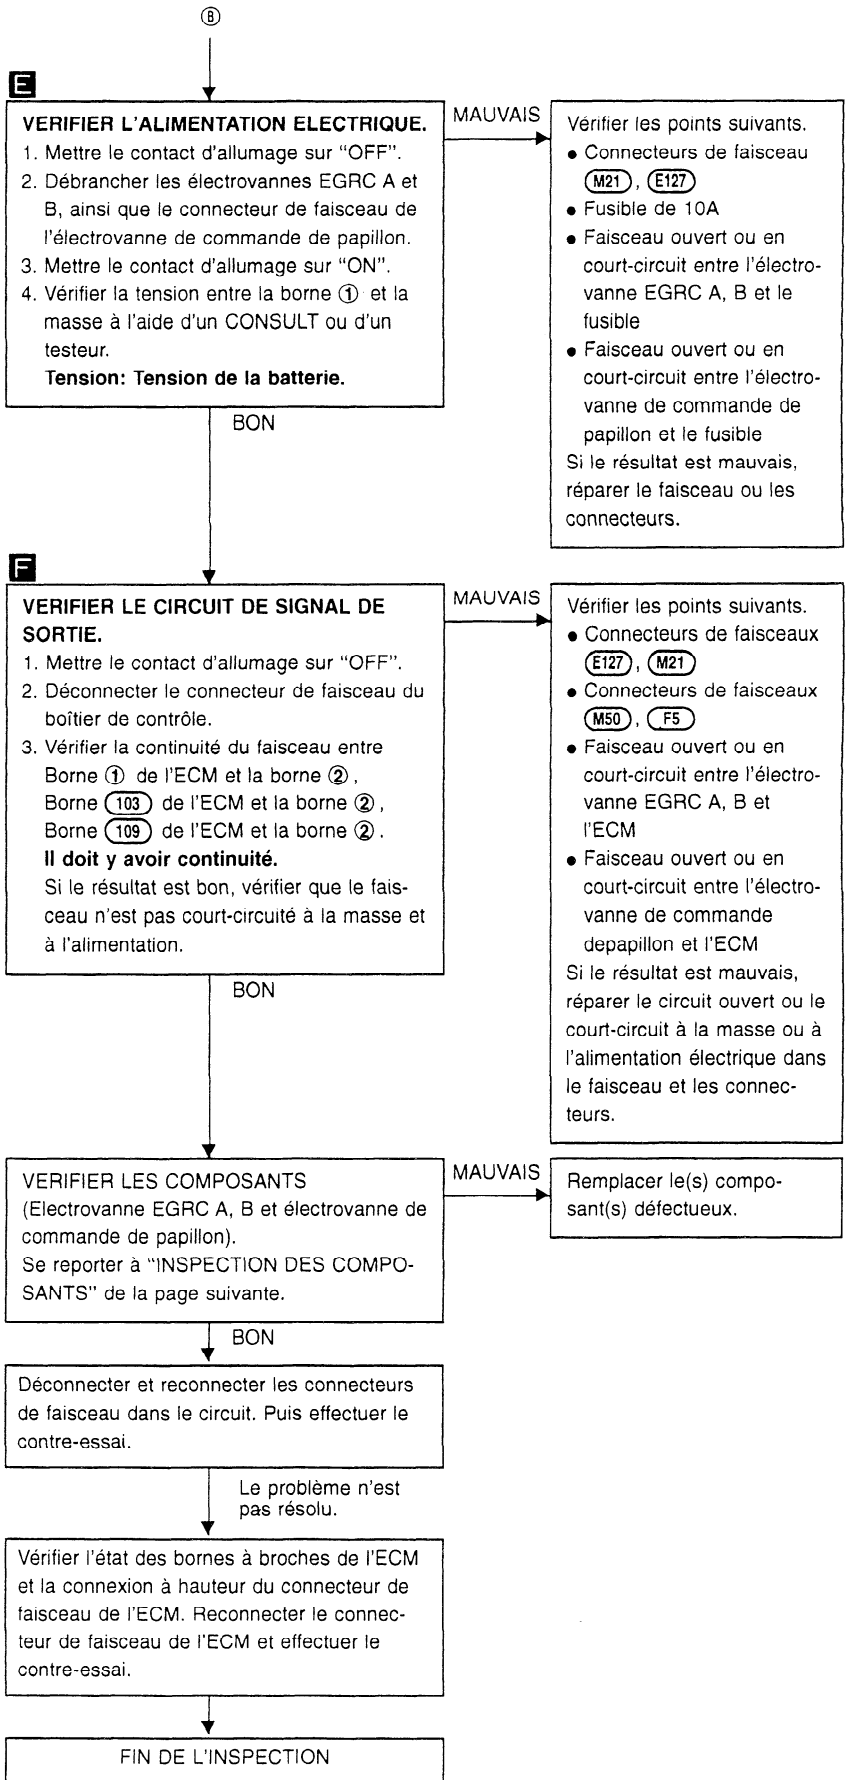 Ⓑ
E
VERIFIER L'ALIMENTATION ELECTRIQUE.
1. Mettre le contact d'allumage sur "OFF".
2. Débrancher les électrovannes EGRC A et
B, ainsi que le connecteur de faisceau de
l'électrovanne de commande de papillon.
3. Mettre le contact d'allumage sur "ON".
4. Vérifier la tension entre la borne ① et la
masse à l'aide d'un CONSULT ou d'un
testeur.
Tension: Tension de la batterie.
MAUVAIS
Vérifier les points suivants.
● Connecteurs de faisceau
(M21), (E127)
● Fusible de 10A
● Faisceau ouvert ou en
court-circuit entre l'électro-
vanne EGRC A, B et le
fusible
● Faisceau ouvert ou en
court-circuit entre l'électro-
vanne de commande de
papillon et le fusible
Si le résultat est mauvais,
réparer le faisceau ou les
connecteurs.
BON
F
VERIFIER LE CIRCUIT DE SIGNAL DE
SORTIE.
1. Mettre le contact d'allumage sur "OFF".
2. Déconnecter le connecteur de faisceau du
boîtier de contrôle.
3. Vérifier la continuité du faisceau entre
Borne ① de l'ECM et la borne ②,
Borne (103) de l'ECM et la borne ②,
Borne (109) de l'ECM et la borne ②.
Il doit y avoir continuité.
Si le résultat est bon, vérifier que le fais-
ceau n'est pas court-circuité à la masse et
à l'alimentation.
MAUVAIS
Vérifier les points suivants.
● Connecteurs de faisceaux
(E127), (M21)
● Connecteurs de faisceaux
(M50), (F5)
● Faisceau ouvert ou en
court-circuit entre l'électro-
vanne EGRC A, B et
l'ECM
● Faisceau ouvert ou en
court-circuit entre l'électro-
vanne de commande
depapillon et l'ECM
Si le résultat est mauvais,
réparer le circuit ouvert ou le
court-circuit à la masse ou à
l'alimentation électrique dans
le faisceau et les connec-
teurs.
BON
VERIFIER LES COMPOSANTS
(Electrovanne EGRC A, B et électrovanne de
commande de papillon).
Se reporter à "INSPECTION DES COMPO-
SANTS" de la page suivante.
MAUVAIS
Remplacer le(s) compo-
sant(s) défectueux.
BON
Déconnecter et reconnecter les connecteurs
de faisceau dans le circuit. Puis effectuer le
contre-essai.
Le problème n'est
pas résolu.
Vérifier l'état des bornes à broches de l'ECM
et la connexion à hauteur du connecteur de
faisceau de l'ECM. Reconnecter le connec-
teur de faisceau de l'ECM et effectuer le
contre-essai.
FIN DE L'INSPECTION